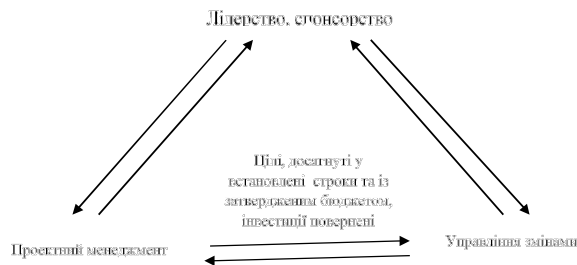 Лідерство, спонсорство
Цілі, досягнуті у
встановлені строки та із
затвердженим бюджетом,
інвестиції повернені
Проектний менеджмент
Управління змінами